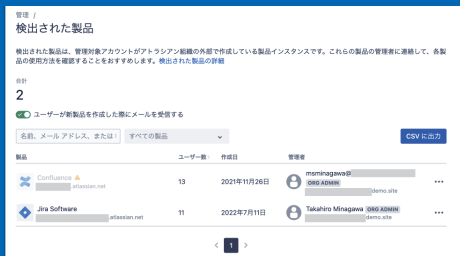 管理 /
検出された製品
検出された製品は、管理対象アカウントがアトラシアン組織の外部で作成している製品インスタンスです。これらの製品の管理者に連絡して、各製
品の使用方法を確認することをおすすめします。検出された製品の詳細
合計
2
ユーザーが新製品を作成した際にメールを受信する
名前、メール アドレス、または すべての製品 CSV に出力
製品 ユーザー数 作成日 管理者
Confluence 13 2021年11月26日 msminagawa@
.atlassian.net ORG ADMIN
demo.site
Jira Software 11 2022年7月11日 Takahiro Minagawa ORG ADMIN
.atlassian.net demo.site
< 1 >